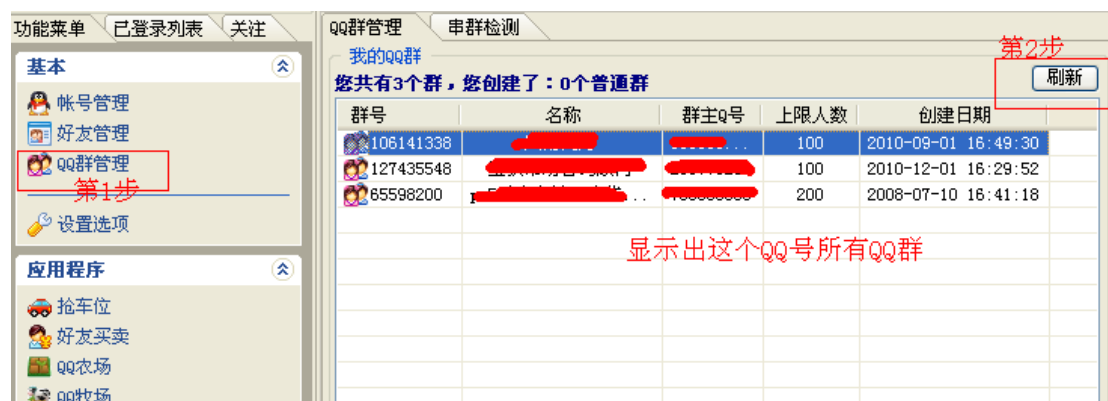 功能菜单 已登录列表 关注
基本
帐号管理
好友管理
QQ群管理
第1步
设置选项
应用程序
抢车位
好友买卖
QQ农场
QQ牧场
QQ群管理 串群检测
我的QQ群
第2步
您共有3个群，您创建了：0个普通群
刷新
群号 名称 群主Q号 上限人数 创建日期
106141338 ... 100 2010-09-01 16:49:30
127435548 100 2010-12-01 16:29:52
65598200 .. 200 2008-07-10 16:41:18
显示出这个QQ号所有QQ群